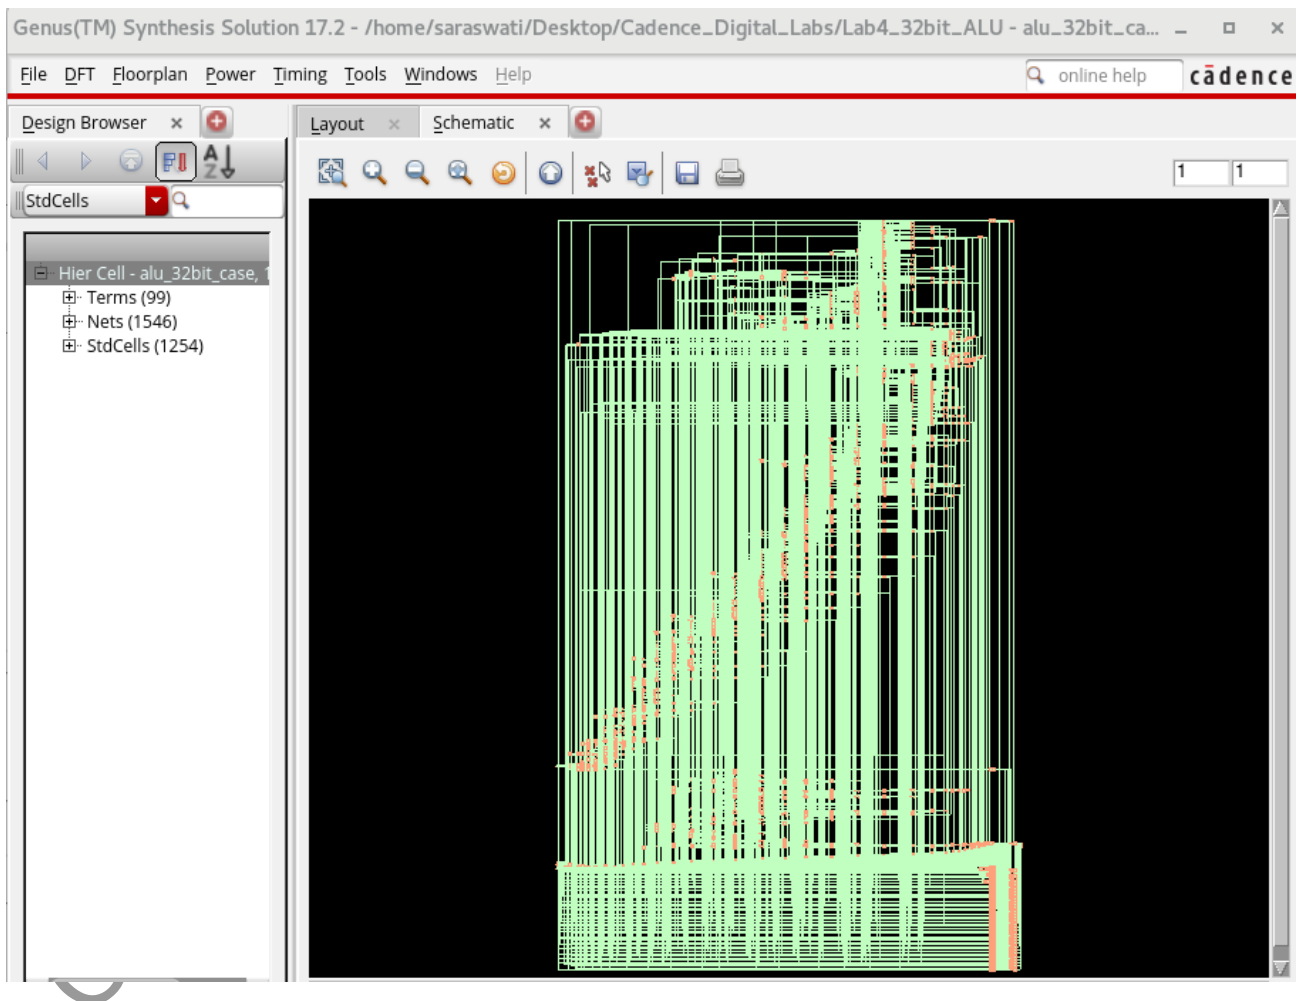 Genus(TM) Synthesis Solution 17.2 - /home/saraswati/Desktop/Cadence_Digital_Labs/Lab4_32bit_ALU - alu_32bit_ca...
File DFT Floorplan Power Timing Tools Windows Help
online help
cādence
Design Browser
Layout
Schematic
A
Z
1
1
StdCells
Hier Cell - alu_32bit_case, 1
Terms (99)
Nets (1546)
StdCells (1254)